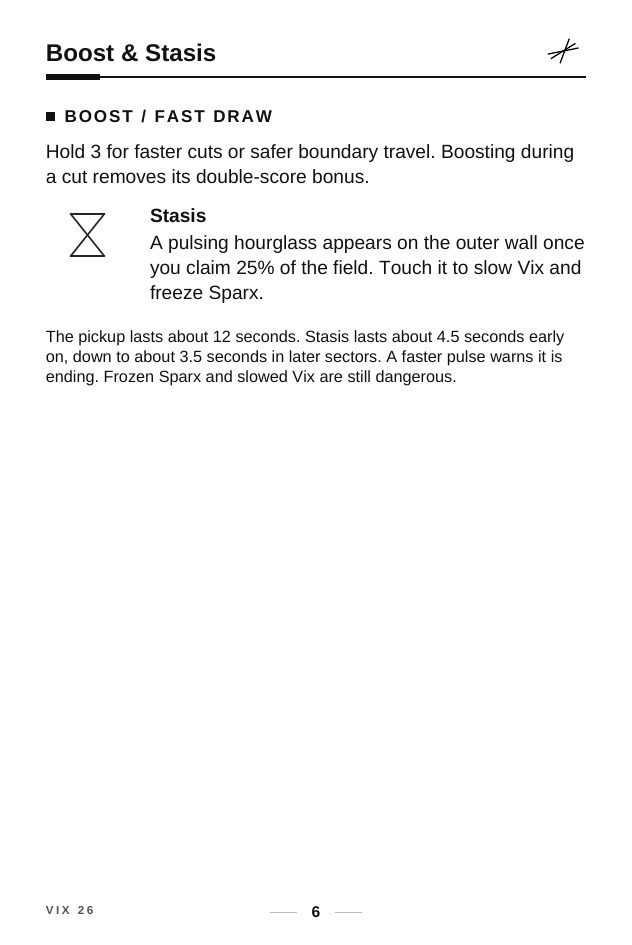 Boost & Stasis
BOOST / FAST DRAW
Hold 3 for faster cuts or safer boundary travel. Boosting during
a cut removes its double-score bonus.
Stasis
A pulsing hourglass appears on the outer wall once
you claim 25% of the field. Touch it to slow Vix and
freeze Sparx.
The pickup lasts about 12 seconds. Stasis lasts about 4.5 seconds early
on, down to about 3.5 seconds in later sectors. A faster pulse warns it is
ending. Frozen Sparx and slowed Vix are still dangerous.
VIX 26
6